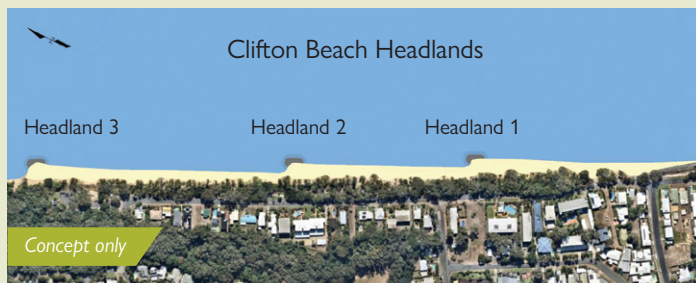 Clifton Beach Headlands
Headland 3
Headland 2
Headland 1
Concept only